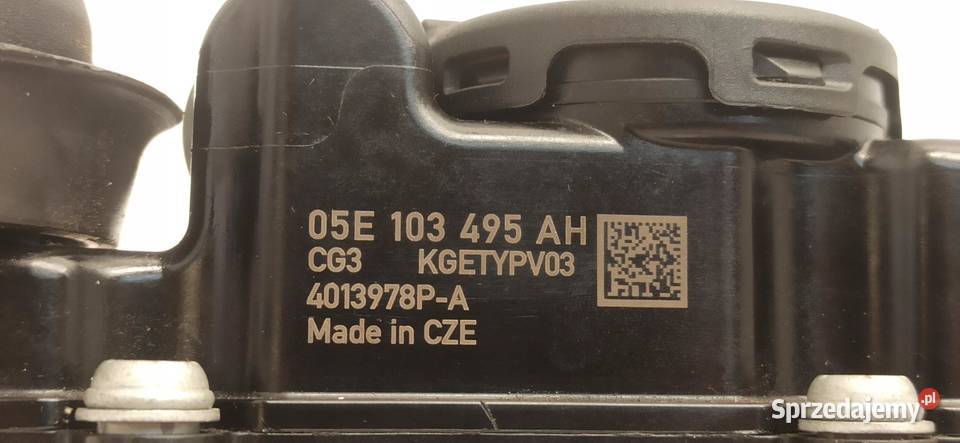 05E 103 495 AH
CG3 KGETYPV03
4013978P-A
Made in CZE
Sprzedajemy.pl